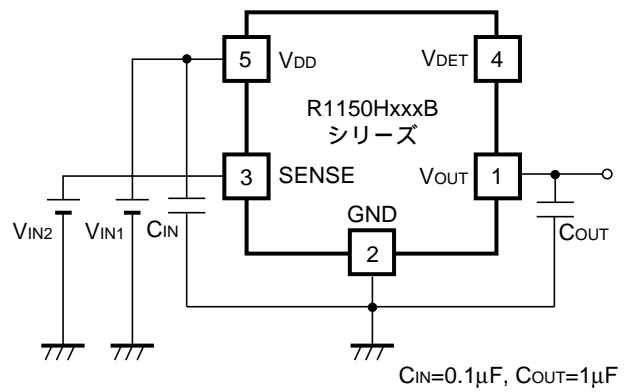 5 VDD VDET 4
R1150HxxxB
シリーズ
3 SENSE VOUT 1
GND
VIN2 VIN1 CIN 2 COUT
CIN=0.1μF, COUT=1μF